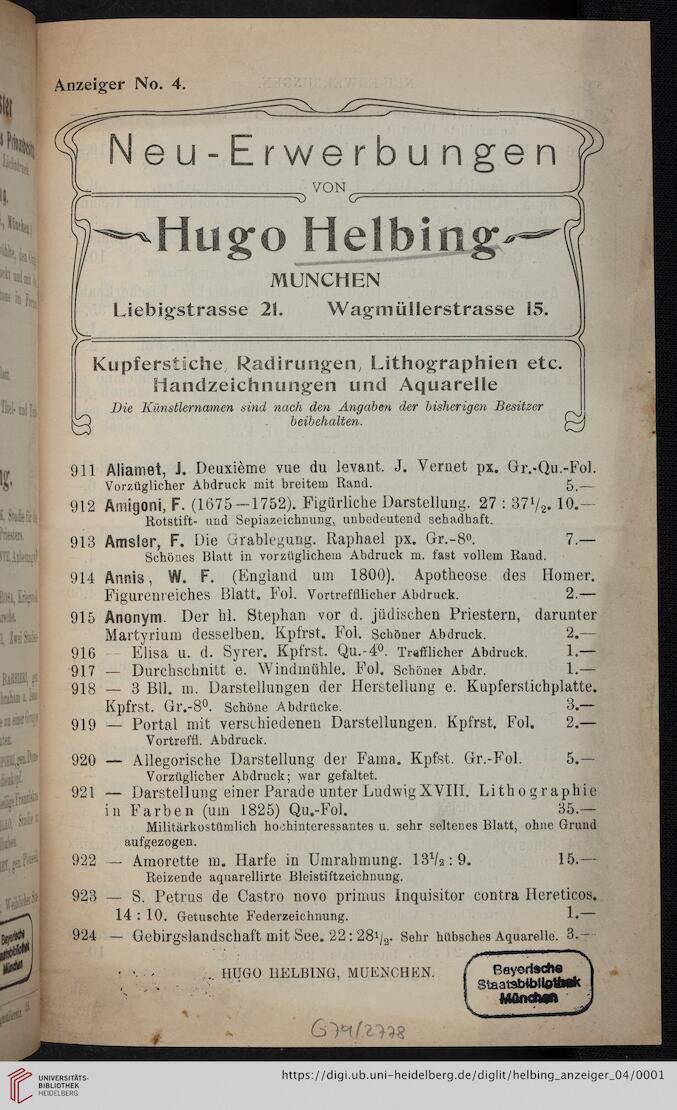 Anzeiger No. 4.
Neu-Erwerbungen
VON
Hugo Helbing
MÜNCHEN
Liebigstrasse 21. Wagmüllerstrasse 15.
Kupferstiche, Radirungen, Lithographien etc.
Handzeichnungen und Aquarelle
Die Künstlernamen sind nach den Angaben der bisherigen Besitzer
beibehalten.
911 Aliamet, J. Deuxième vue du levant. J. Vernet px. Gr.-Qu.-Fol.
Vorzüglicher Abdruck mit breitem Rand. 5.—
912 Amigoni, F. (1675—1752). Figürliche Darstellung. 27 : 37½. 10.—
Rotstift- und Sepiazeichnung, unbedeutend schadhaft.
913 Amsler, F. Die Grablegung. Raphael px. Gr.-8⁰. 7.—
Schönes Blatt in vorzüglichem Abdruck m. fast vollem Rand.
914 Annis, W. F. (England um 1800). Apotheose des Homer.
Figurenreiches Blatt. Fol. Vortrefflicher Abdruck. 2.—
915 Anonym. Der hl. Stephan vor d. jüdischen Priestern, darunter
Martyrium desselben. Kpfrst. Fol. Schöner Abdruck. 2.—
916 — Elisa u. d. Syrer. Kpfrst. Qu.-4⁰. Trefflicher Abdruck. 1.—
917 — Durchschnitt e. Windmühle. Fol. Schöner Abdr. 1.—
918 — 3 Bll. m. Darstellungen der Herstellung e. Kupferstichplatte.
Kpfrst. Gr.-8⁰. Schöne Abdrücke. 3.—
919 — Portal mit verschiedenen Darstellungen. Kpfrst. Fol. 2.—
Vortreffl. Abdruck.
920 — Allegorische Darstellung der Fama. Kpfst. Gr.-Fol. 5.—
Vorzüglicher Abdruck; war gefaltet.
921 — Darstellung einer Parade unter Ludwig XVIII. Lithographie
in Farben (um 1825) Qu.-Fol. 35.—
Militärkostümlich hochinteressantes u. sehr seltenes Blatt, ohne Grund
aufgezogen.
922 — Amorette m. Harfe in Umrahmung. 13½ : 9. 15.—
Reizende aquarellirte Bleistiftzeichnung.
923 — S. Petrus de Castro novo primus Inquisitor contra Hereticos.
14 : 10. Getuschte Federzeichnung. 1.—
924 — Gebirgslandschaft mit See. 22 : 28½. Sehr hübsches Aquarelle. 3.—
HUGO HELBING, MUENCHEN.
Bayerische
Staatsbibliothek
München
G79/2778
UNIVERSITÄTS-
BIBLIOTHEK
HEIDELBERG
https://digi.ub.uni-heidelberg.de/diglit/helbing_anzeiger_04/0001